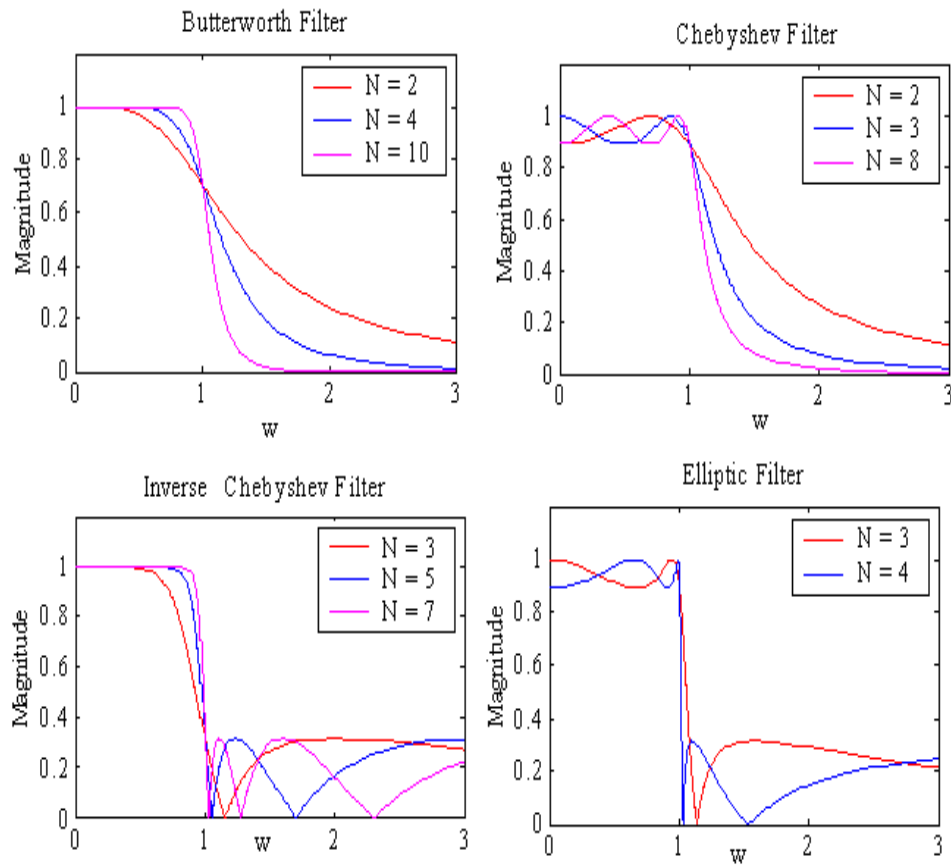 Butterworth Filter
N = 2
N = 4
N = 10
Magnitude
1
0.8
0.6
0.4
0.2
0
0
1
2
3
w
Chebyshev Filter
N = 2
N = 3
N = 8
Magnitude
1
0.8
0.6
0.4
0.2
0
0
1
2
3
w
Inverse Chebyshev Filter
N = 3
N = 5
N = 7
Magnitude
1
0.8
0.6
0.4
0.2
0
0
1
2
3
w
Elliptic Filter
N = 3
N = 4
Magnitude
1
0.8
0.6
0.4
0.2
0
0
1
2
3
w